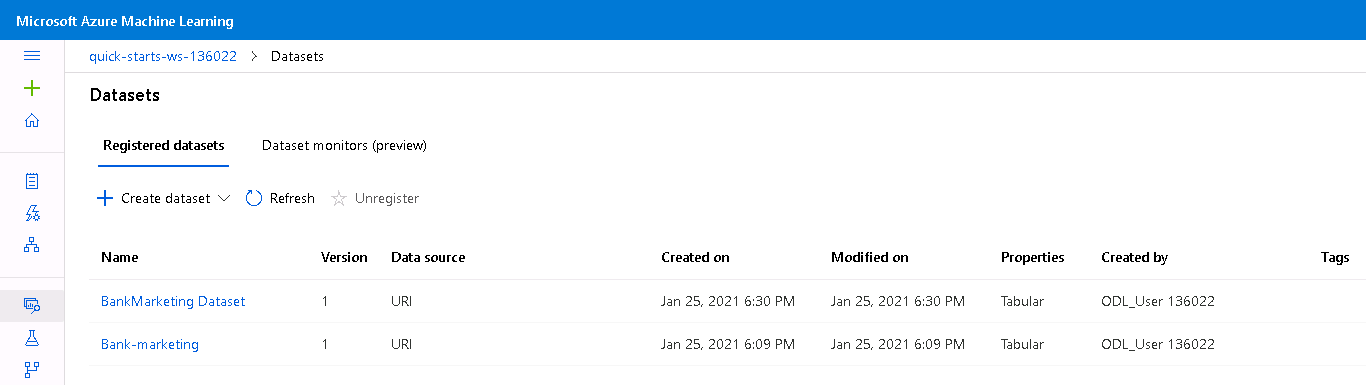 Microsoft Azure Machine Learning
quick-starts-ws-136022 > Datasets
Datasets
Registered datasets Dataset monitors (preview)
Create dataset Refresh Unregister
Name Version Data source Created on Modified on Properties Created by Tags
BankMarketing Dataset 1 URI Jan 25, 2021 6:30 PM Jan 25, 2021 6:30 PM Tabular ODL_User 136022
Bank-marketing 1 URI Jan 25, 2021 6:09 PM Jan 25, 2021 6:09 PM Tabular ODL_User 136022